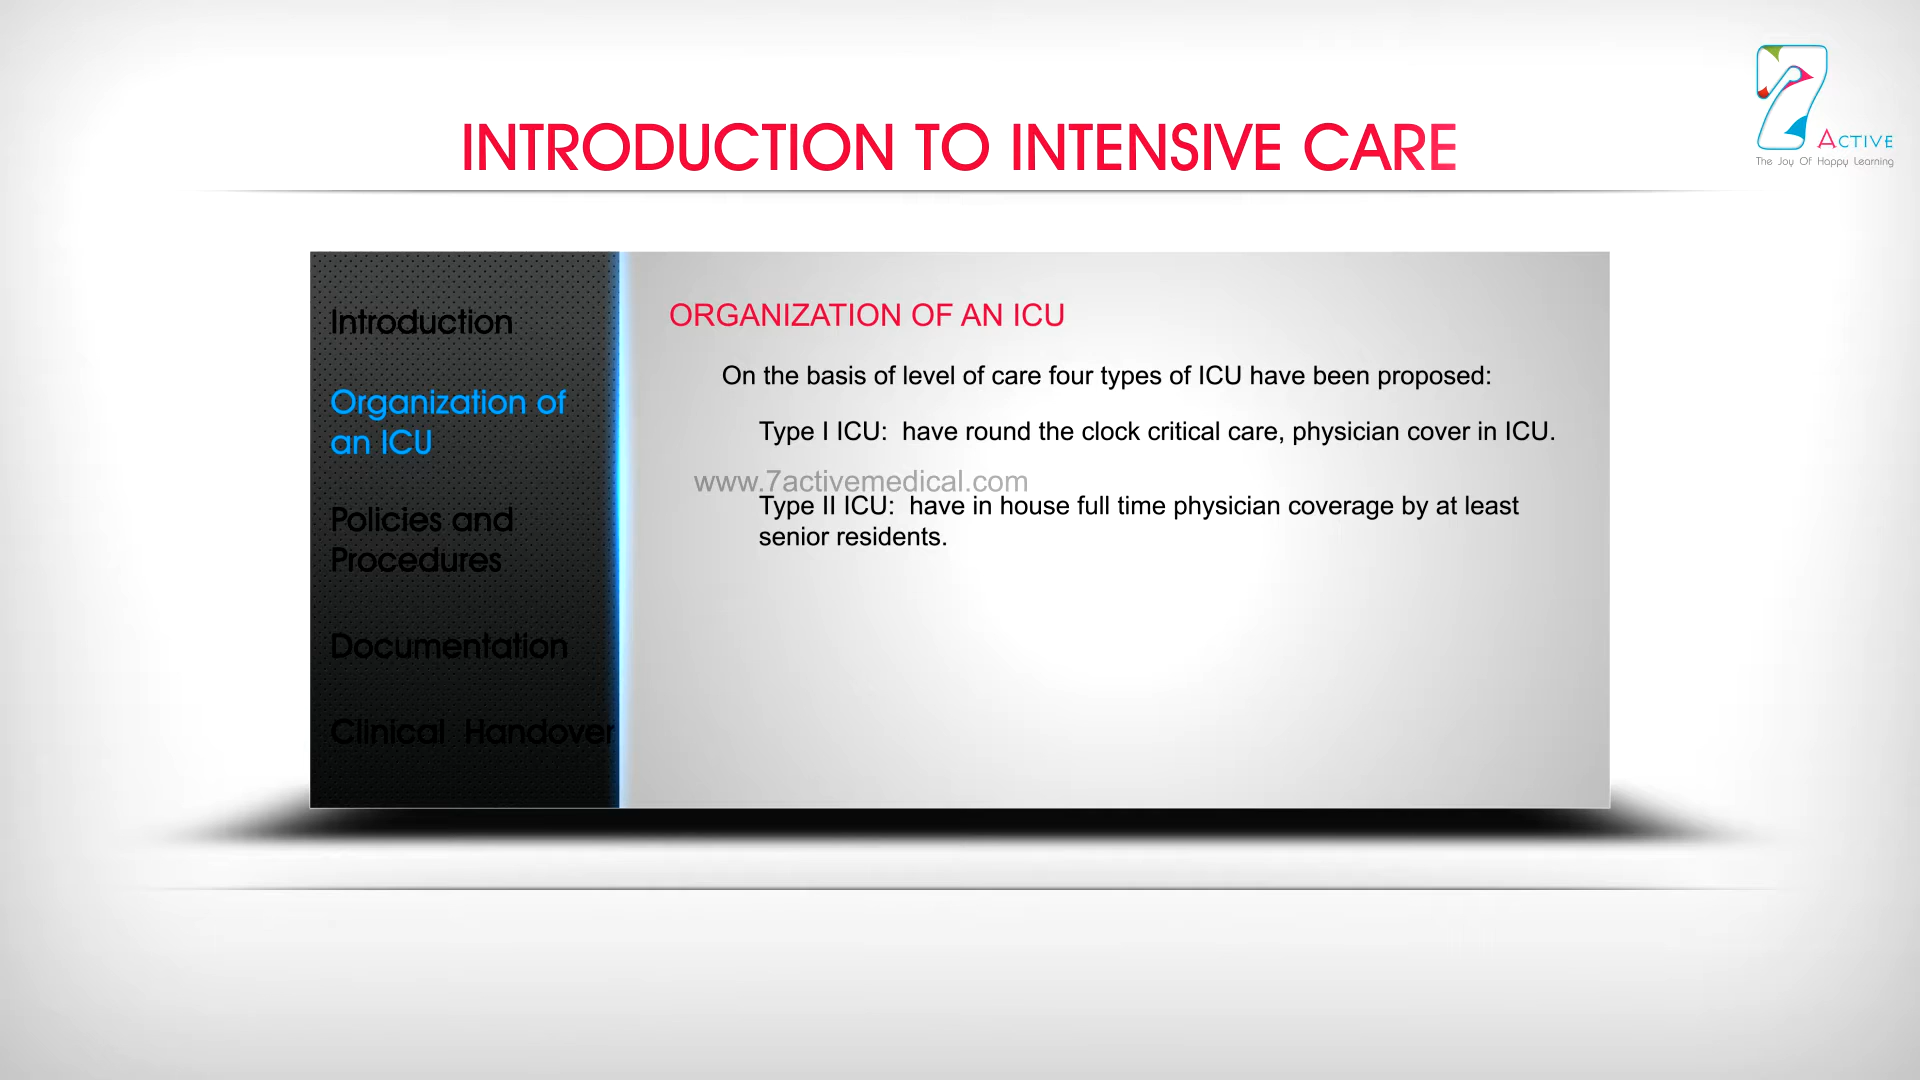 ACTIVE
The Joy Of Happy Learning
INTRODUCTION TO INTENSIVE CARE
Introduction
Organization of
an ICU
Policies and
Procedures
Documentation
Clinical Handover
ORGANIZATION OF AN ICU
On the basis of level of care four types of ICU have been proposed:
Type I ICU: have round the clock critical care, physician cover in ICU.
www.7activemedical.com
Type II ICU: have in house full time physician coverage by at least
senior residents.